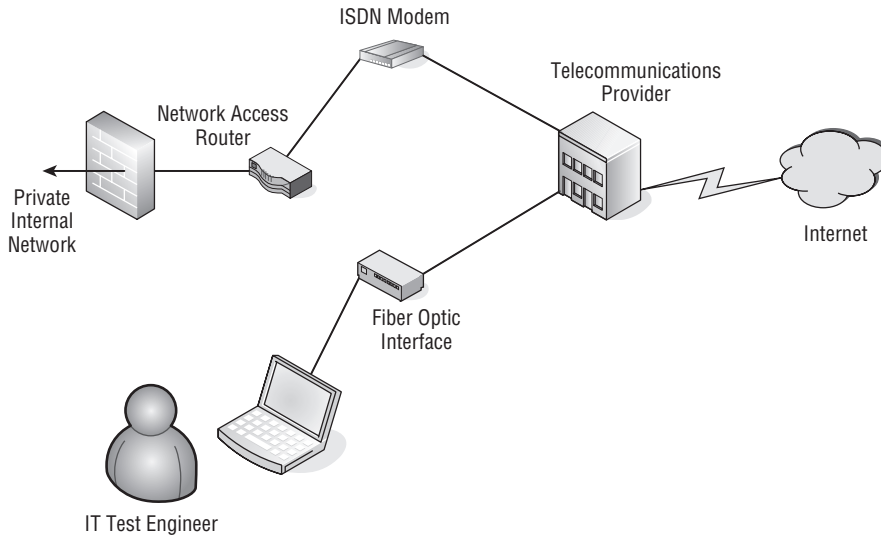 ISDN Modem
Telecommunications
Provider
Network Access
Router
Private
Internal
Network
Internet
Fiber Optic
Interface
IT Test Engineer